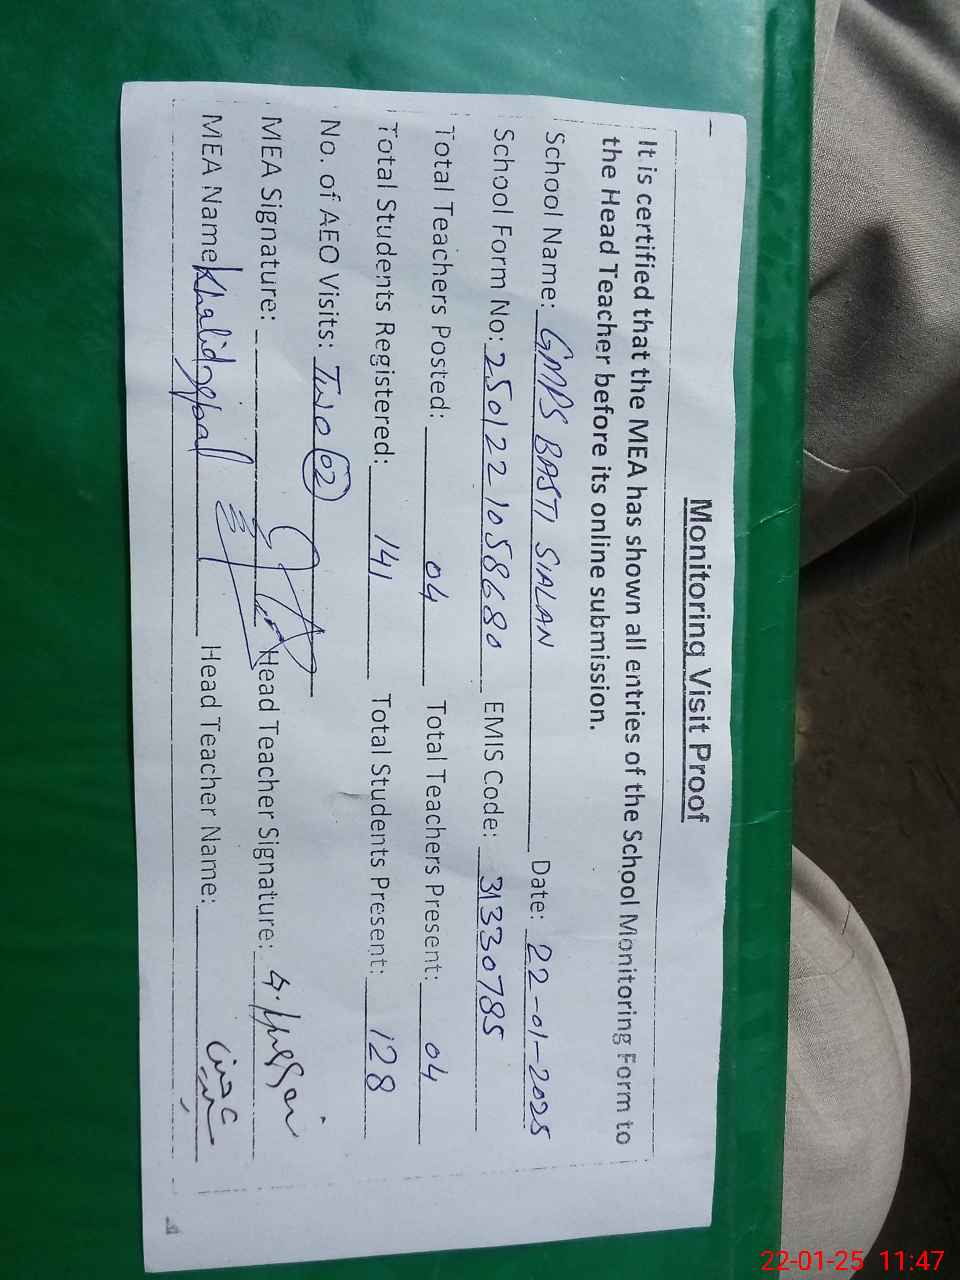 Monitoring Visit Proof
It is certified that the MEA has shown all entries of the School Monitoring Form to
the Head Teacher before its online submission.
School Name: GMPS BASTI SIALAN Date: 22-01-2025
School Form No: 250122 1058680 EMIS Code: 31330785
Total Teachers Posted: 04 Total Teachers Present: 04
Total Students Registered: 141 Total Students Present: 128
No. of AEO Visits: Two 02
MEA Signature: Head Teacher Signature:
MEA Name Khalid Head Teacher Name:
22-01-25 11:47